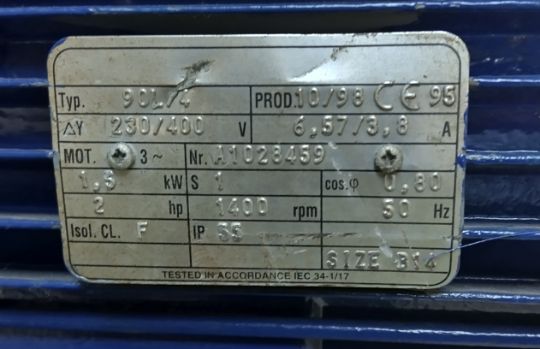 Typ. 90L/4 PROD. 10/98 CE 95
ΔY 230/400 V 6,57/3,8 A
MOT. 3~ Nr. A1028459
1,5 kW S 1 cos.φ 0,80
2 hp 1400 rpm 50 Hz
Isol. CL. F IP 55
SIZE B14
TESTED IN ACCORDANCE IEC 34-1/17